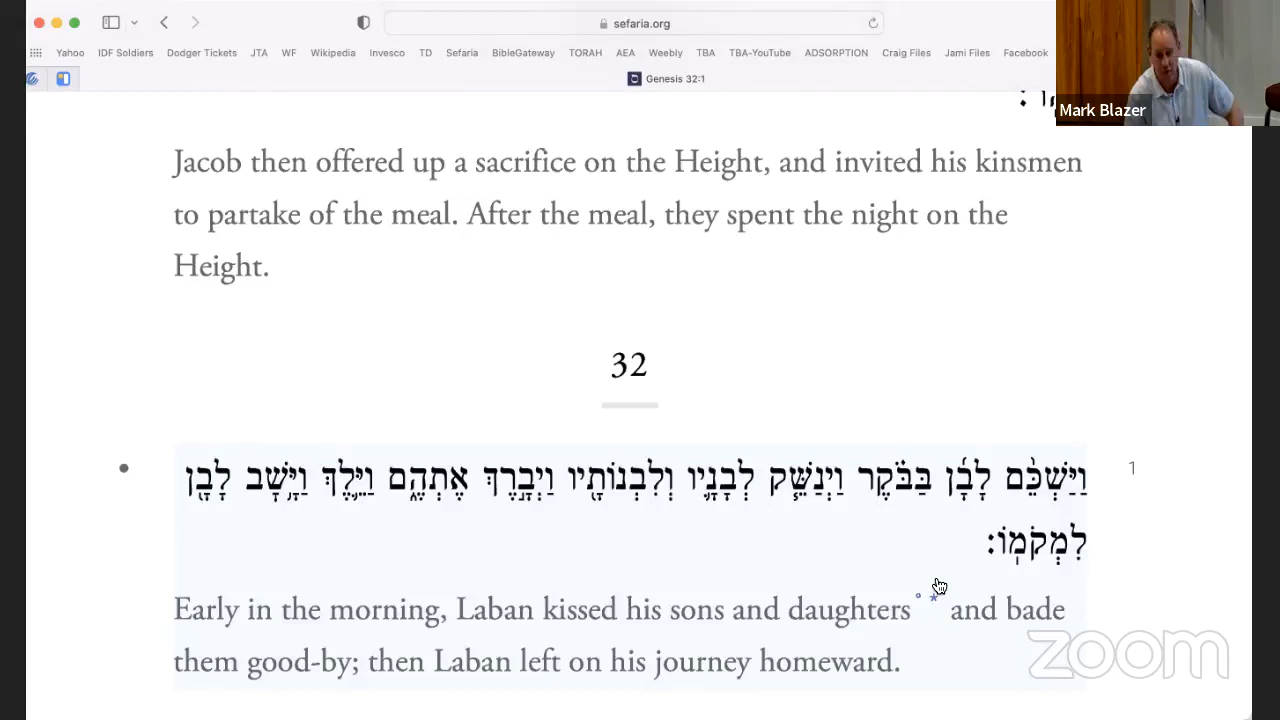 sefaria.org
Yahoo IDF Soldiers Dodger Tickets JTA WF Wikipedia Invesco TD Sefaria BibleGateway TORAH AEA Weebly TBA TBA-YouTube ADSORPTION Craig Files Jami Files Facebook
Genesis 32:1
Mark Blazer
Jacob then offered up a sacrifice on the Height, and invited his kinsmen
to partake of the meal. After the meal, they spent the night on the
Height.
32
1
וַיַּשְׁכֵּ֨ם לָבָ֜ן בַּבֹּ֗קֶר וַיְנַשֵּׁ֧ק לְבָנָ֛יו וְלִבְנוֹתָ֖יו וַיְבָ֣רֶךְ אֶתְהֶ֑ם וַיֵּ֛לֶךְ וַיָּ֥שׇׁב לָבָ֖ן
לִמְקֹמֽוֹ׃
Early in the morning, Laban kissed his sons and daughters ° * and bade
them good-by; then Laban left on his journey homeward.
zoom